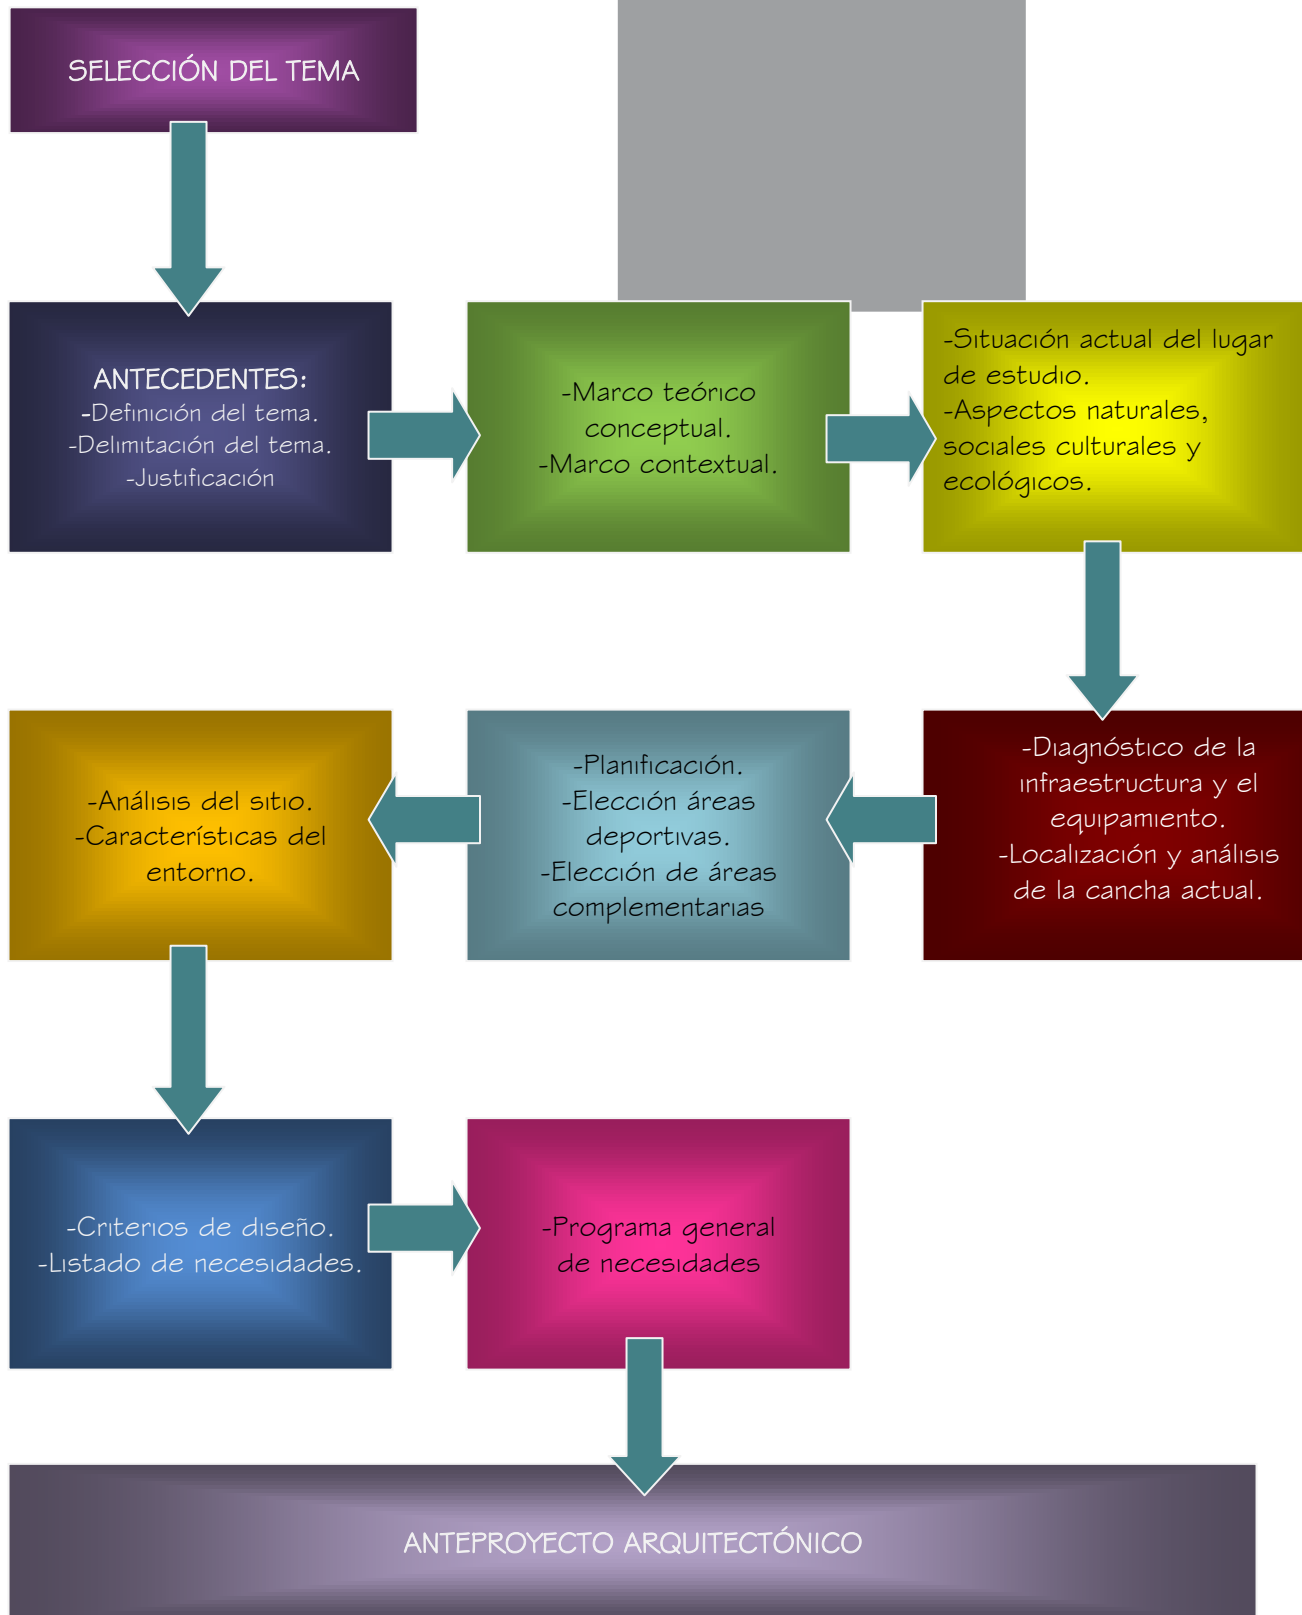 SELECCIÓN DEL TEMA
ANTECEDENTES:
-Definición del tema.
-Delimitación del tema.
-Justificación
-Marco teórico
conceptual.
-Marco contextual.
-Situación actual del lugar
de estudio.
-Aspectos naturales,
sociales culturales y
ecológicos.
-Diagnóstico de la
infraestructura y el
equipamiento.
-Localización y análisis
de la cancha actual.
-Planificación.
-Elección áreas
deportivas.
-Elección de áreas
complementarias
-Análisis del sitio.
-Características del
entorno.
-Criterios de diseño.
-Listado de necesidades.
-Programa general
de necesidades
ANTEPROYECTO ARQUITECTÓNICO